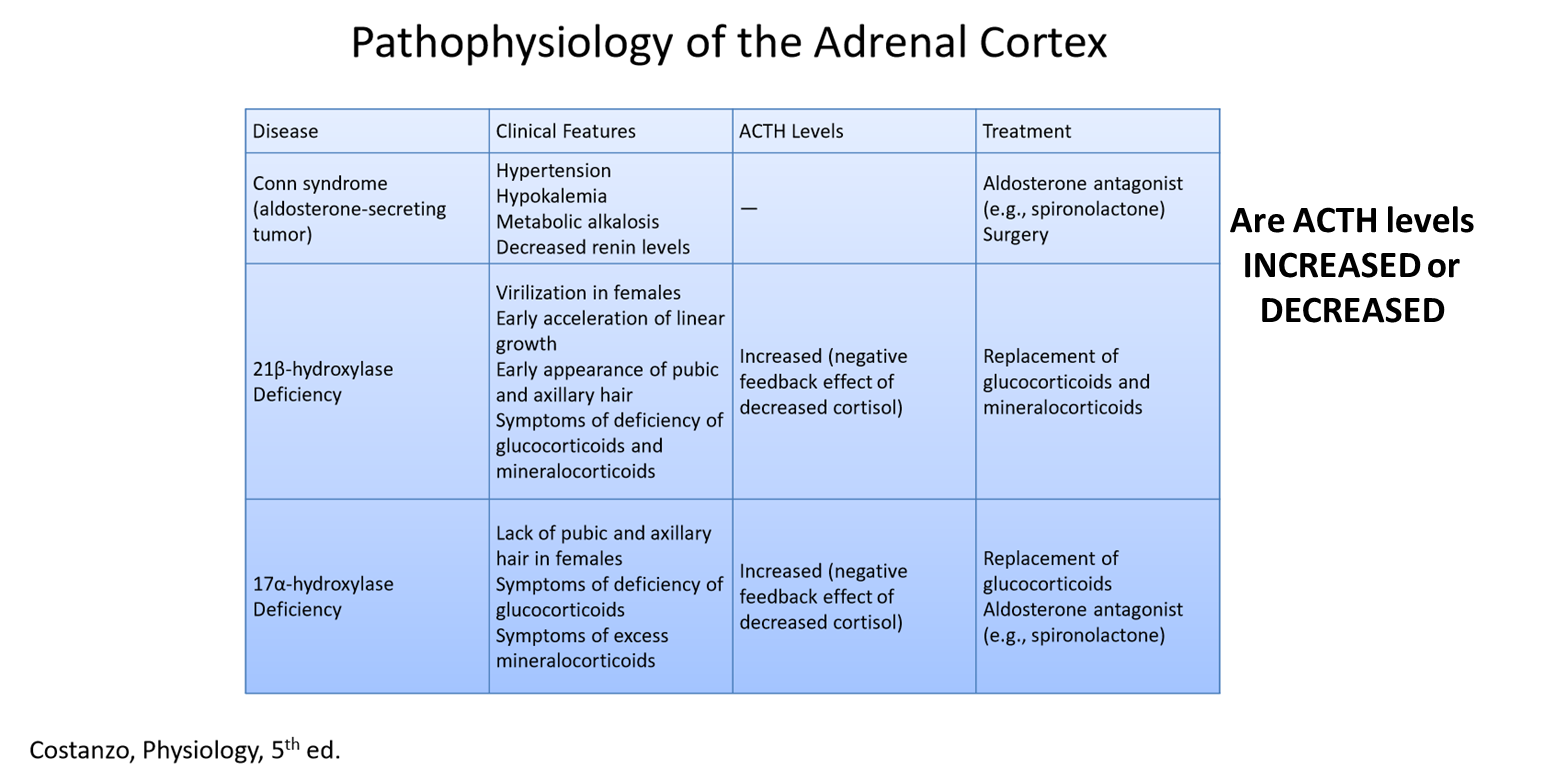 Pathophysiology of the Adrenal Cortex
Disease
Clinical Features
ACTH Levels
Treatment
Conn syndrome
(aldosterone-secreting
tumor)
Hypertension
Hypokalemia
Metabolic alkalosis
Decreased renin levels
—
Aldosterone antagonist
(e.g., spironolactone)
Surgery
21β-hydroxylase
Deficiency
Virilization in females
Early acceleration of linear
growth
Early appearance of pubic
and axillary hair
Symptoms of deficiency of
glucocorticoids and
mineralocorticoids
Increased (negative
feedback effect of
decreased cortisol)
Replacement of
glucocorticoids and
mineralocorticoids
17α-hydroxylase
Deficiency
Lack of pubic and axillary
hair in females
Symptoms of deficiency of
glucocorticoids
Symptoms of excess
mineralocorticoids
Increased (negative
feedback effect of
decreased cortisol)
Replacement of
glucocorticoids
Aldosterone antagonist
(e.g., spironolactone)
Are ACTH levels
INCREASED or
DECREASED
Costanzo, Physiology, 5th ed.